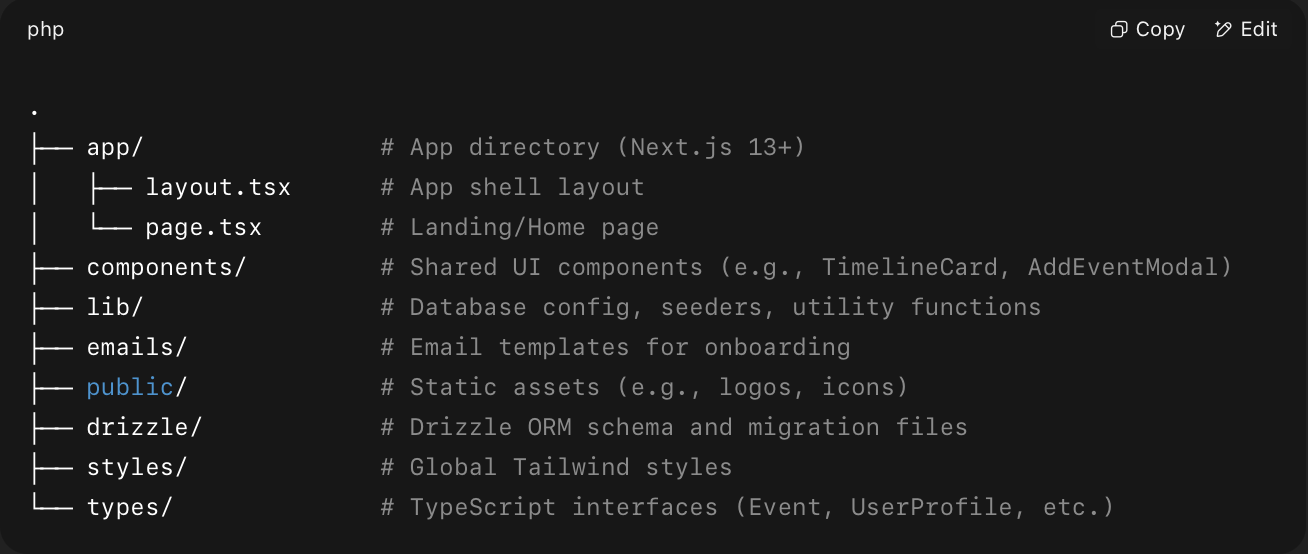 php
Copy Edit
.
├── app/ # App directory (Next.js 13+)
│   ├── layout.tsx # App shell layout
│   └── page.tsx # Landing/Home page
├── components/ # Shared UI components (e.g., TimelineCard, AddEventModal)
├── lib/ # Database config, seeders, utility functions
├── emails/ # Email templates for onboarding
├── public/ # Static assets (e.g., logos, icons)
├── drizzle/ # Drizzle ORM schema and migration files
├── styles/ # Global Tailwind styles
└── types/ # TypeScript interfaces (Event, UserProfile, etc.)